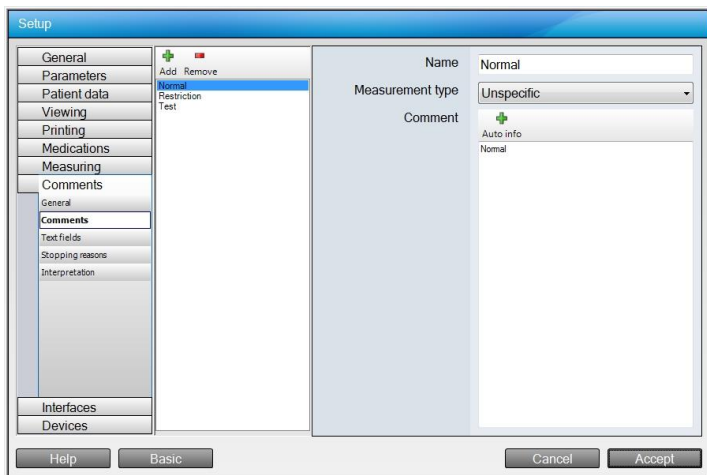 Setup
General
Parameters
Patient data
Viewing
Printing
Medications
Measuring
Comments
General
Comments
Text fields
Stopping reasons
Interpretation
Interfaces
Devices
Add Remove
Normal
Restriction
Test
Name Normal
Measurement type Unspecific
Comment
Auto info
Normal
Help Basic Cancel Accept